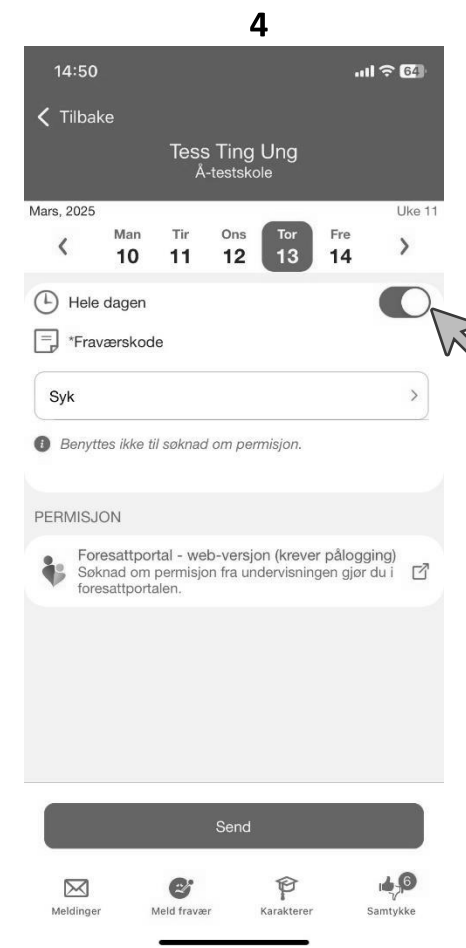 4
14:50
64
Tilbake
Tess Ting Ung
Å-testskole
Mars, 2025 Uke 11
Man Tir Ons Tor Fre
10 11 12 13 14
Hele dagen
*Fraværskode
Syk
Benyttes ikke til søknad om permisjon.
PERMISJON
Foresattportal - web-versjon (krever pålogging)
Søknad om permisjon fra undervisningen gjør du i
foresattportalen.
Send
6
Meldinger Meld fravær Karakterer Samtykke